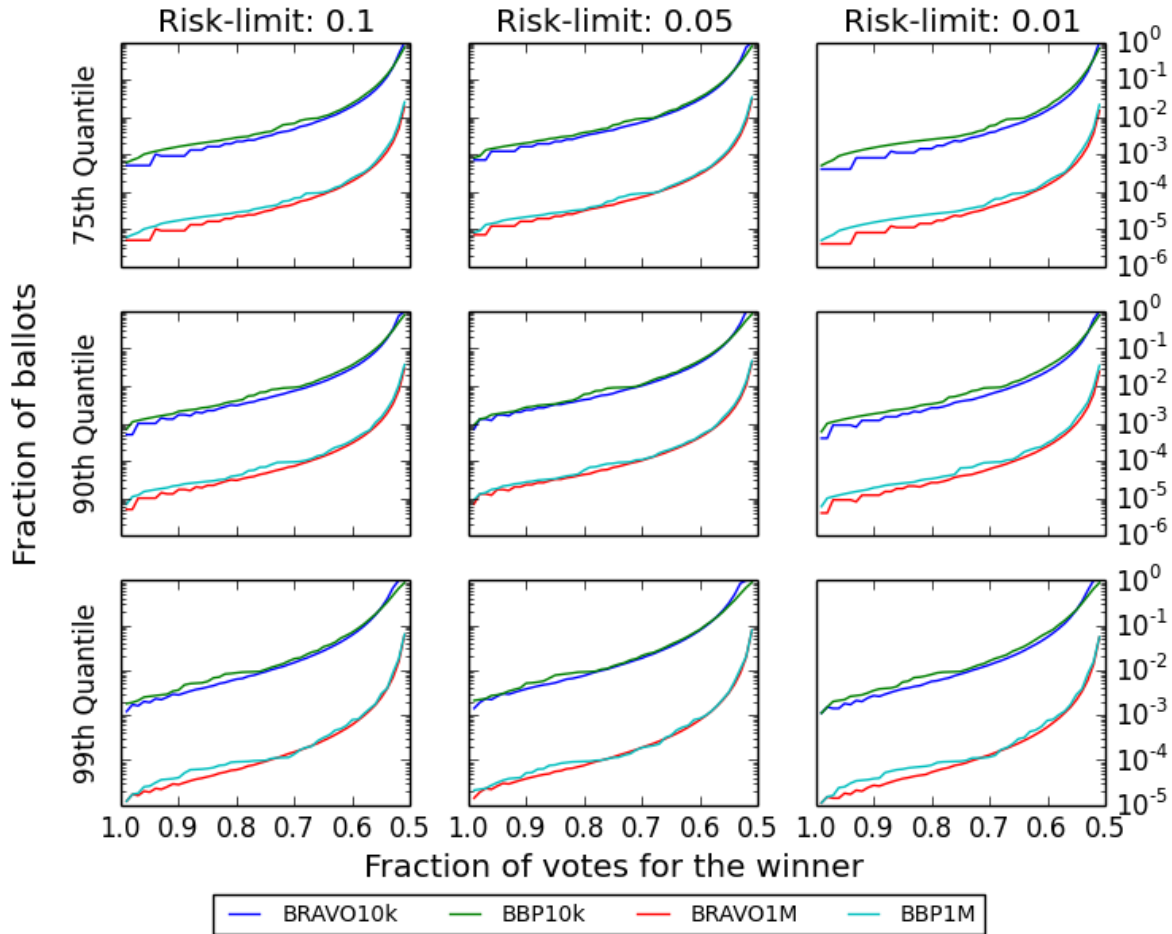 Risk-limit: 0.1 Risk-limit: 0.05 Risk-limit: 0.01
Fraction of ballots
75th Quantile
10^0
10^-1
10^-2
10^-3
10^-4
10^-5
10^-6
90th Quantile
10^0
10^-1
10^-2
10^-3
10^-4
10^-5
10^-6
99th Quantile
10^0
10^-1
10^-2
10^-3
10^-4
10^-5
1.0 0.9 0.8 0.7 0.6 0.5 1.0 0.9 0.8 0.7 0.6 0.5 1.0 0.9 0.8 0.7 0.6 0.5
Fraction of votes for the winner
BRAVO10k BBP10k BRAVO1M BBP1M